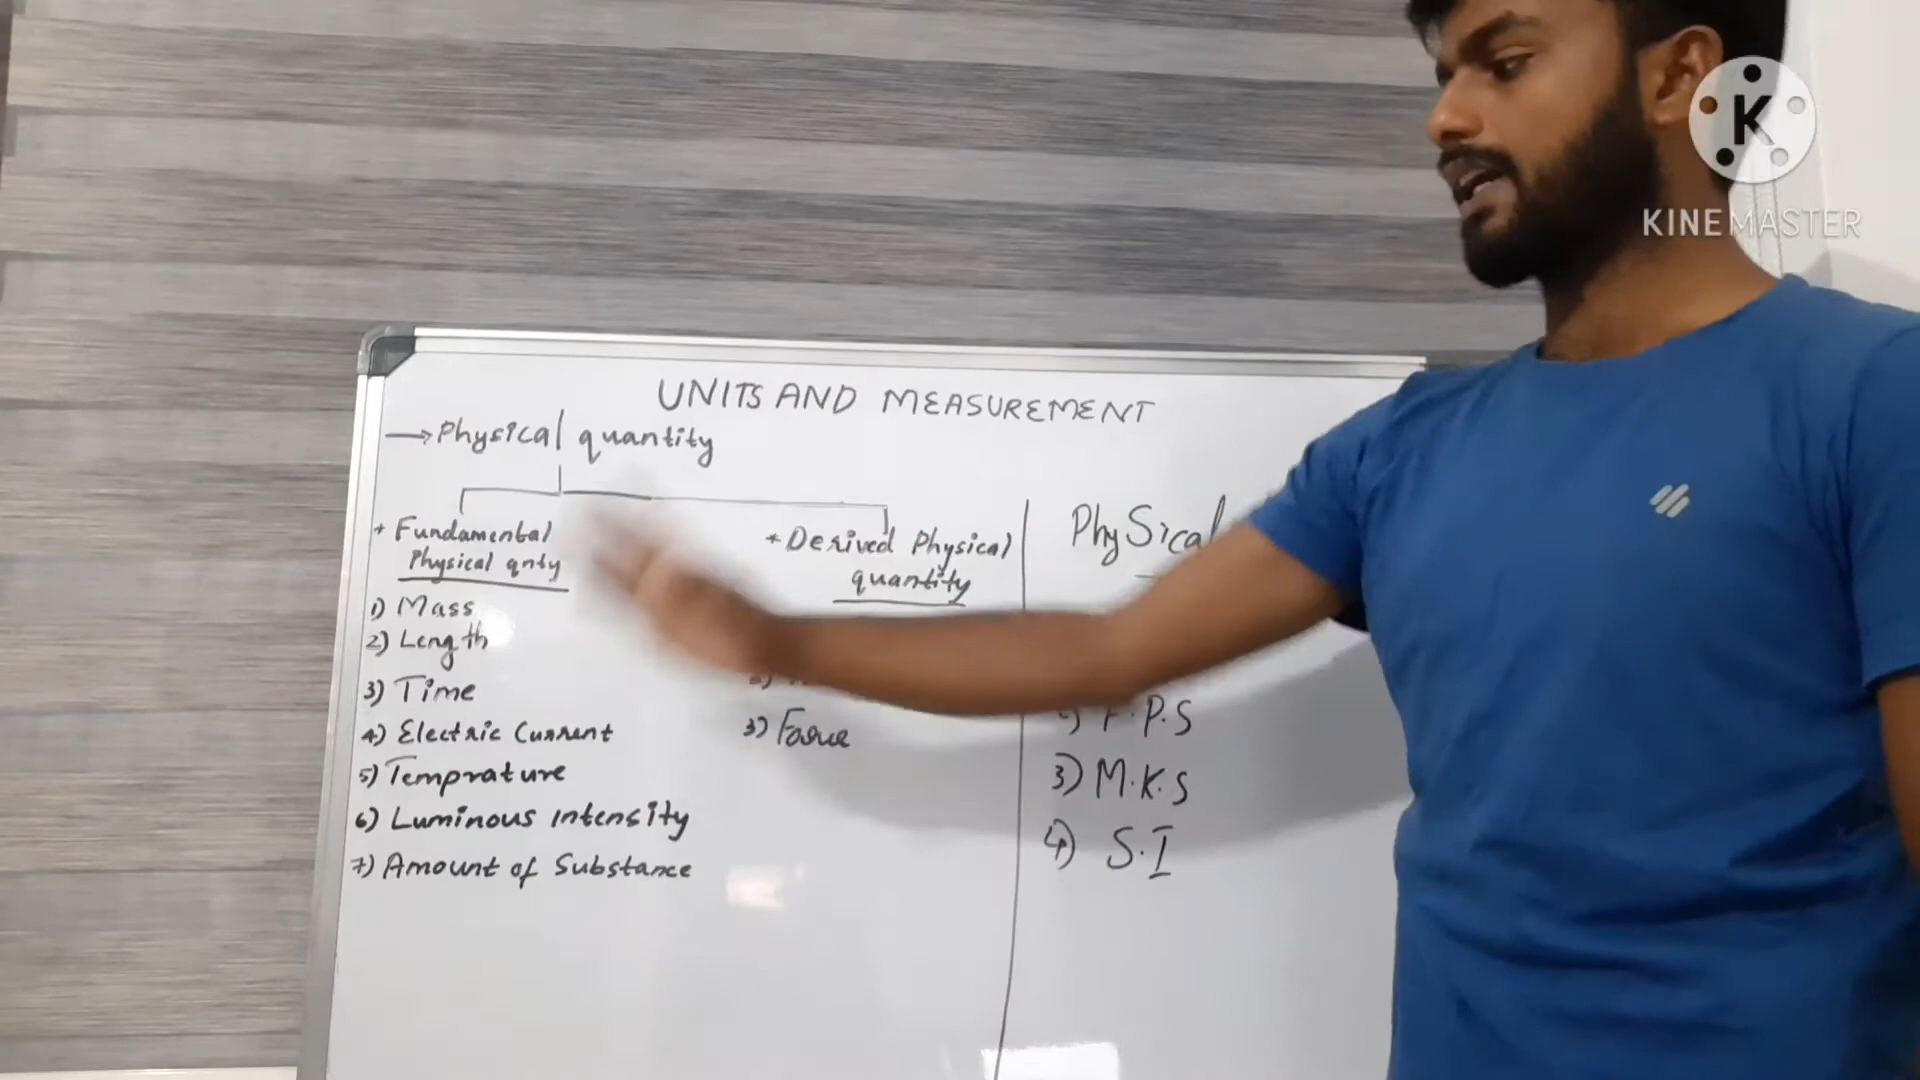 K
KINEMASTER
UNITS AND MEASUREMENT
→ Physical quantity
* Fundamental
Physical qnty
1) Mass
2) Length
3) Time
4) Electric Current
5) Temprature
6) Luminous intensity
7) Amount of Substance
* Derived Physical
quantity
2)
3) Force
Physical
F.P.S
3) M.K.S
4) S.I